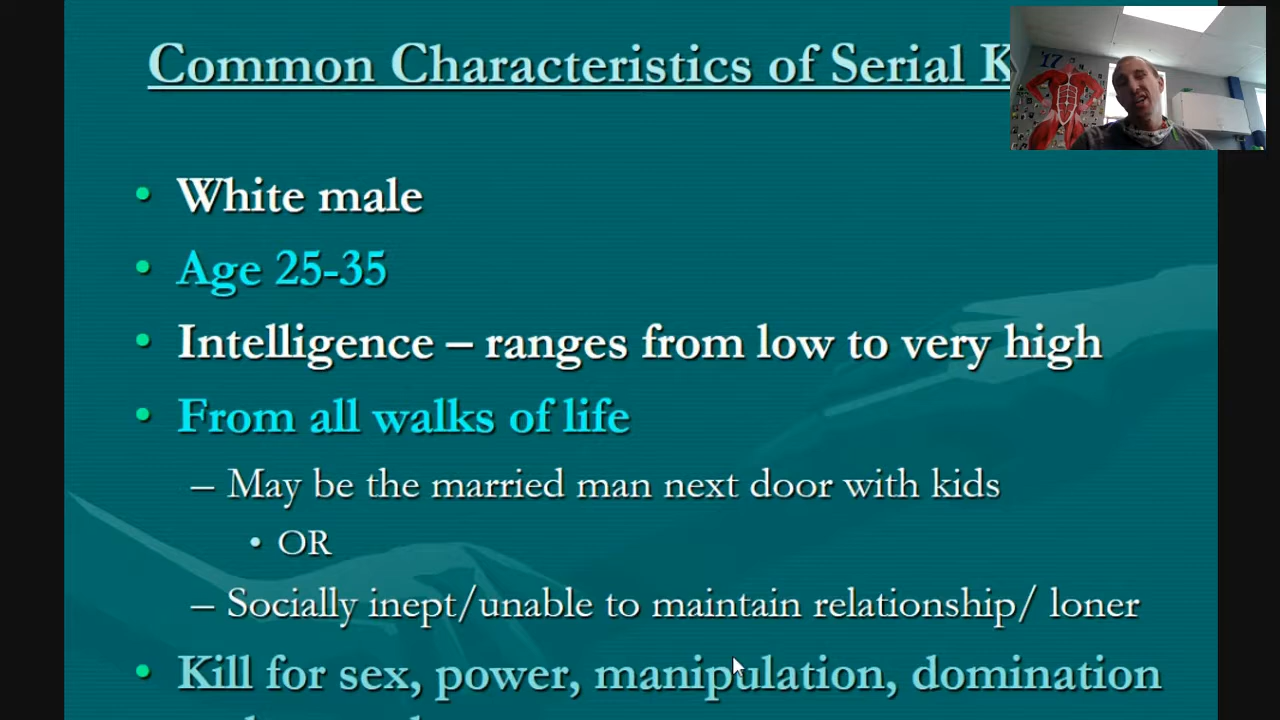 Common Characteristics of Serial K
'17
• White male
• Age 25-35
• Intelligence – ranges from low to very high
• From all walks of life
– May be the married man next door with kids
• OR
– Socially inept/unable to maintain relationship/ loner
• Kill for sex, power, manipulation, domination